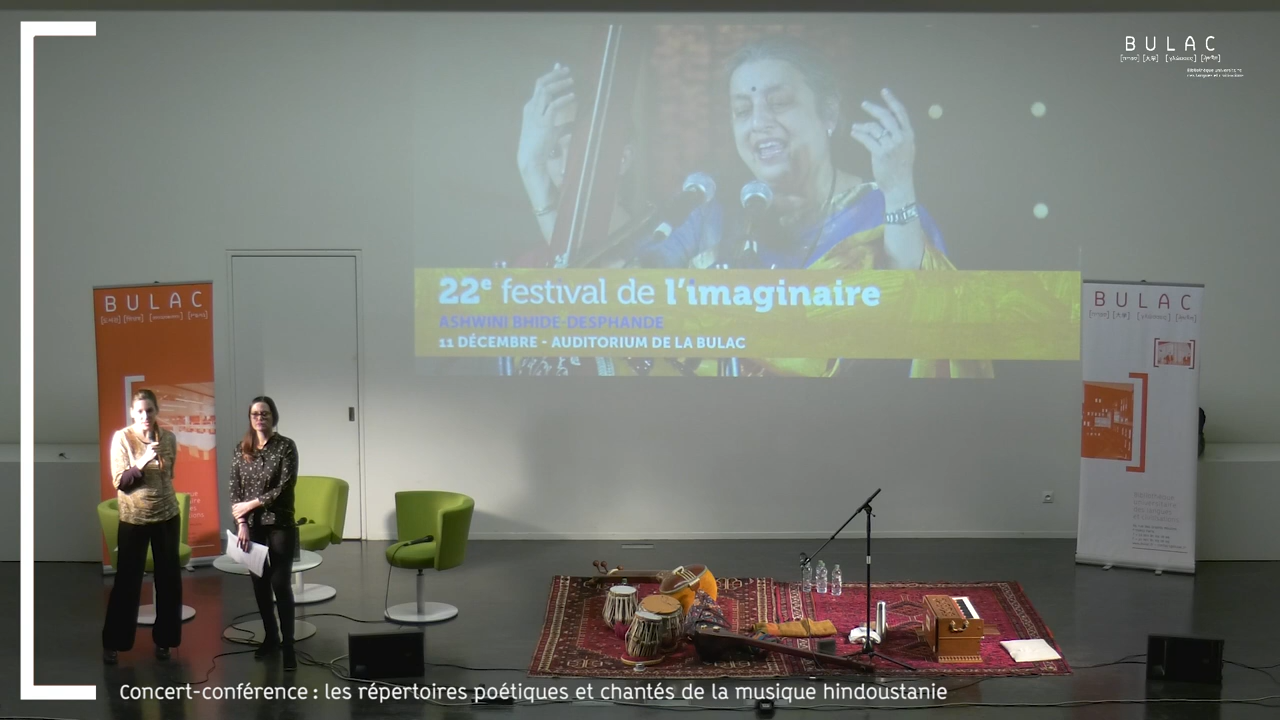 BULAC
22e festival de l'imaginaire
ASHWINI BHIDE-DESPHANDE
11 DÉCEMBRE - AUDITORIUM DE LA BULAC
BULAC
BULAC
Concert-conférence : les répertoires poétiques et chantés de la musique hindoustanie